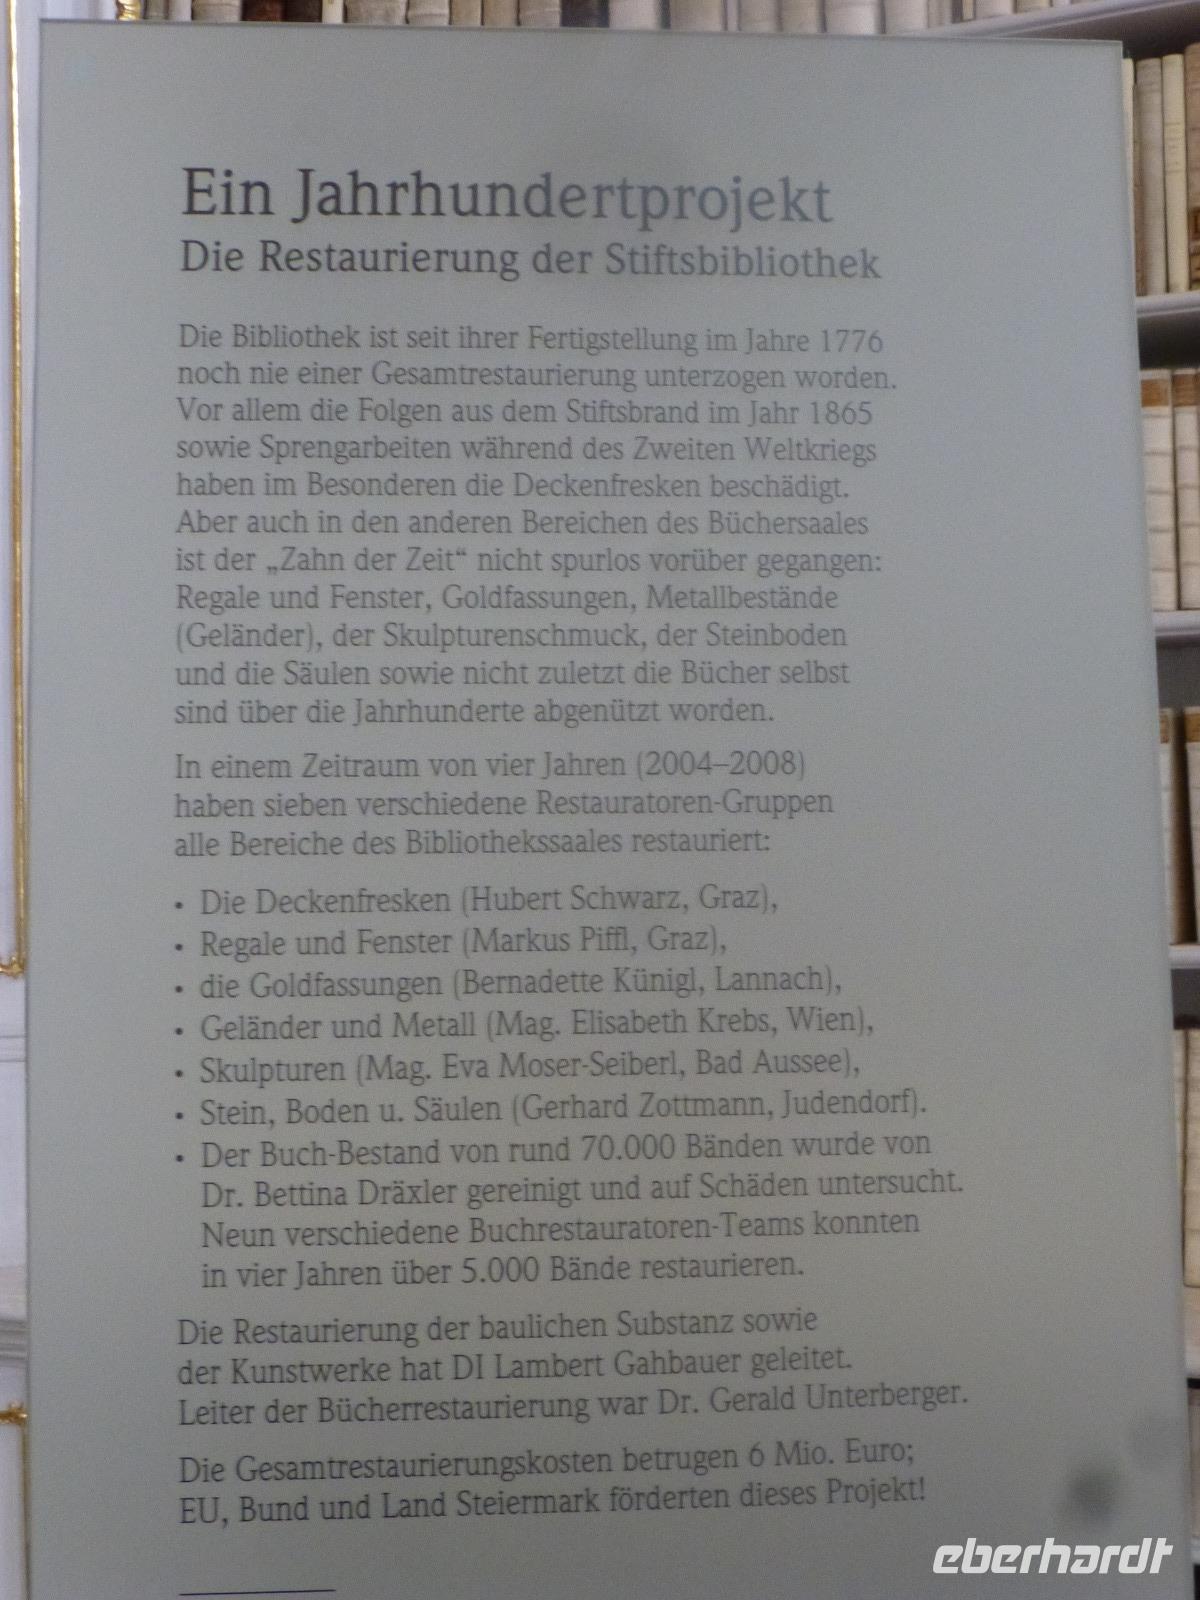 Ein Jahrhundertprojekt
Die Restaurierung der Stiftsbibliothek
Die Bibliothek ist seit ihrer Fertigstellung im Jahre 1776
noch nie einer Gesamtrestaurierung unterzogen worden.
Vor allem die Folgen aus dem Stiftsbrand im Jahr 1865
sowie Sprengarbeiten während des Zweiten Weltkriegs
haben im Besonderen die Deckenfresken beschädigt.
Aber auch in den anderen Bereichen des Büchersaales
ist der „Zahn der Zeit“ nicht spurlos vorüber gegangen:
Regale und Fenster, Goldfassungen, Metallbestände
(Geländer), der Skulpturenschmuck, der Steinboden
und die Säulen sowie nicht zuletzt die Bücher selbst
sind über die Jahrhunderte abgenützt worden.
In einem Zeitraum von vier Jahren (2004–2008)
haben sieben verschiedene Restauratoren-Gruppen
alle Bereiche des Bibliothekssaales restauriert:
• Die Deckenfresken (Hubert Schwarz, Graz),
• Regale und Fenster (Markus Piffl, Graz),
• die Goldfassungen (Bernadette Künigl, Lannach),
• Geländer und Metall (Mag. Elisabeth Krebs, Wien),
• Skulpturen (Mag. Eva Moser-Seiberl, Bad Aussee),
• Stein, Boden u. Säulen (Gerhard Zottmann, Judendorf).
• Der Buch-Bestand von rund 70.000 Bänden wurde von
Dr. Bettina Dräxler gereinigt und auf Schäden untersucht.
Neun verschiedene Buchrestauratoren-Teams konnten
in vier Jahren über 5.000 Bände restaurieren.
Die Restaurierung der baulichen Substanz sowie
der Kunstwerke hat DI Lambert Gahbauer geleitet.
Leiter der Bücherrestaurierung war Dr. Gerald Unterberger.
Die Gesamtrestaurierungskosten betrugen 6 Mio. Euro;
EU, Bund und Land Steiermark förderten dieses Projekt!
eberhardt